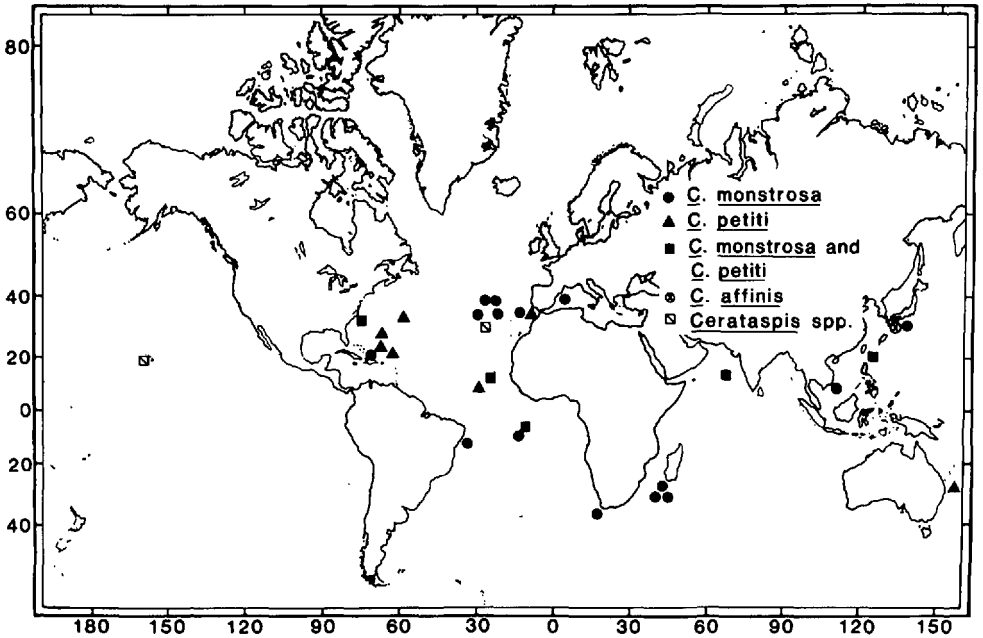 80
60
40
20
0
20
40
C. monstrosa
C. petiti
C. monstrosa and
C. petiti
C. affinis
Cerataspis spp.
180 150 120 90 60 30 0 30 60 90 120 150